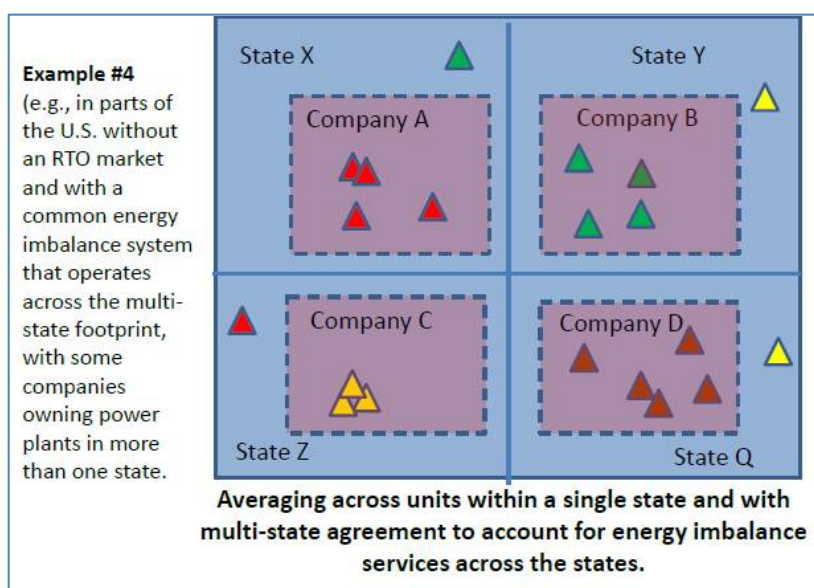 Example #4
(e.g., in parts of
the U.S. without
an RTO market
and with a
common energy
imbalance system
that operates
across the multi-
state footprint,
with some
companies
owning power
plants in more
than one state.
State X
State Y
Company A
Company B
Company C
Company D
State Z
State Q
Averaging across units within a single state and with
multi-state agreement to account for energy imbalance
services across the states.